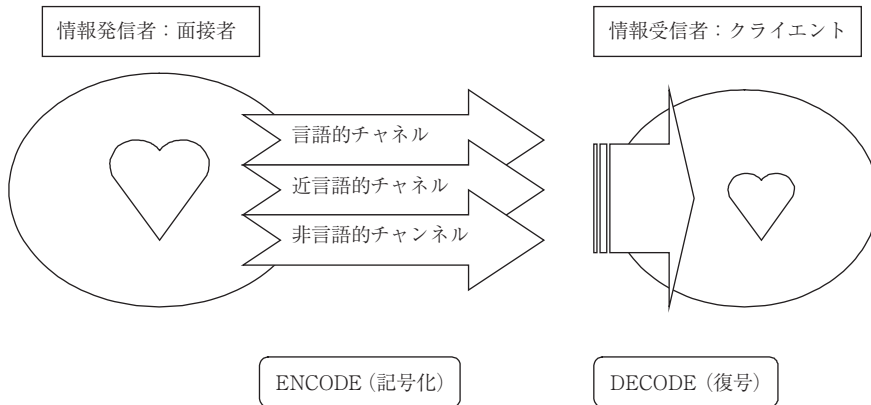 情報発信者：面接者
情報受信者：クライエント
言語的チャネル
近言語的チャネル
非言語的チャンネル
ENCODE（記号化）
DECODE（復号）